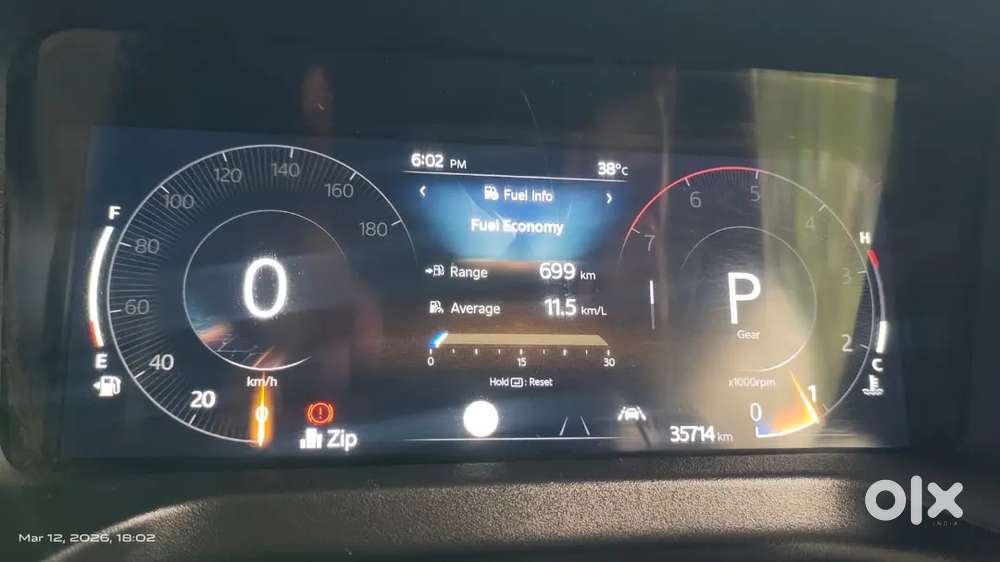 6:02 PM
38°c
Fuel Info
Fuel Economy
Range 699 km
Average 11.5 km/L
0 15 30
Hold : Reset
F
E
0
km/h
0 20 40 60 80 100 120 140 160 180
Zip
P
Gear
x1000rpm
0 1 2 3 4 5 6 7
H
C
35714 km
olx
INDIA
Mar 12, 2026, 18:02